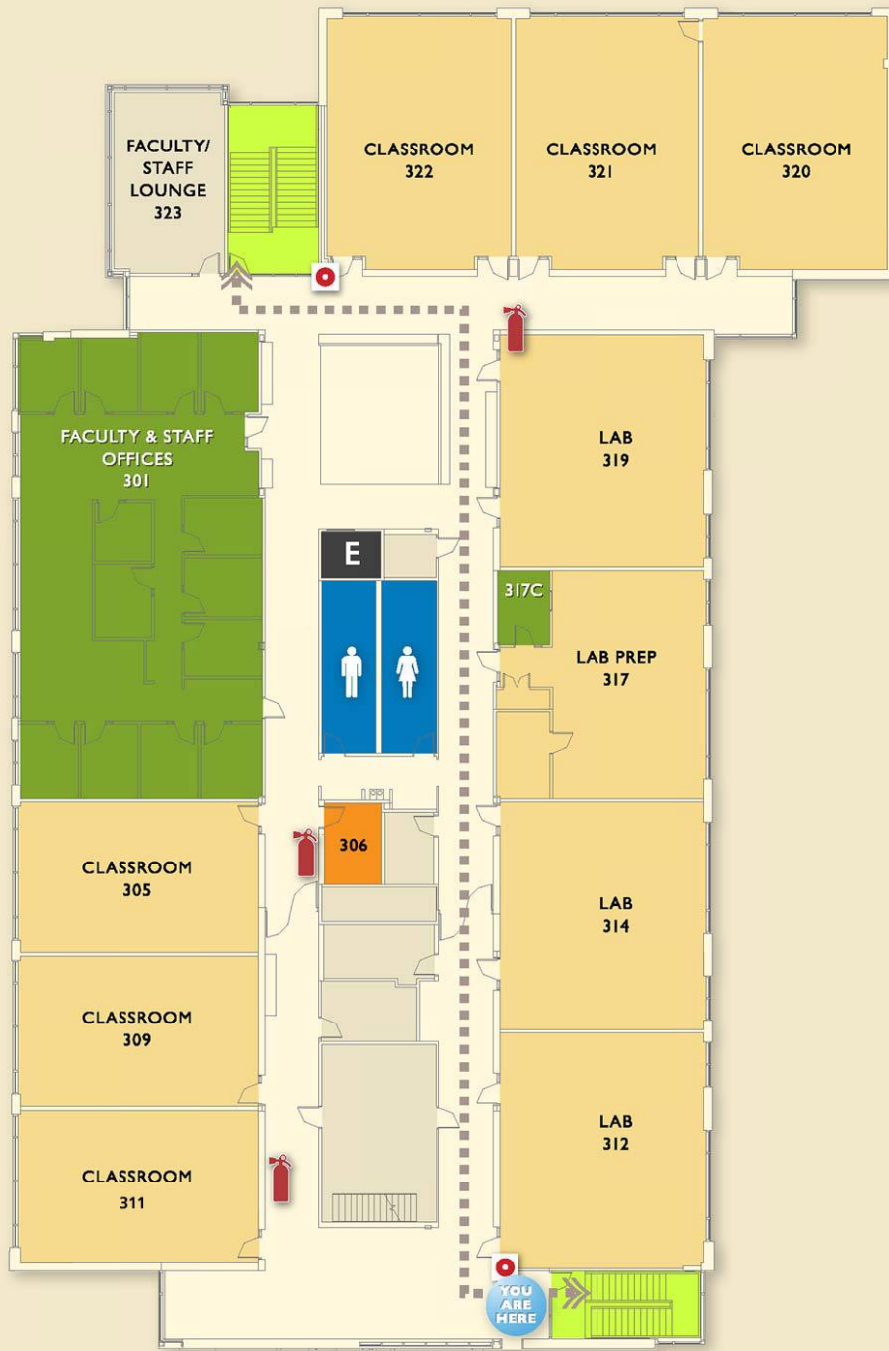 CLASSROOM
322
CLASSROOM
321
CLASSROOM
320
FACULTY/
STAFF
LOUNGE
323
FACULTY & STAFF
OFFICES
301
LAB
319
E
317C
LAB PREP
317
306
CLASSROOM
305
LAB
314
CLASSROOM
309
LAB
312
CLASSROOM
311
YOU
ARE
HERE